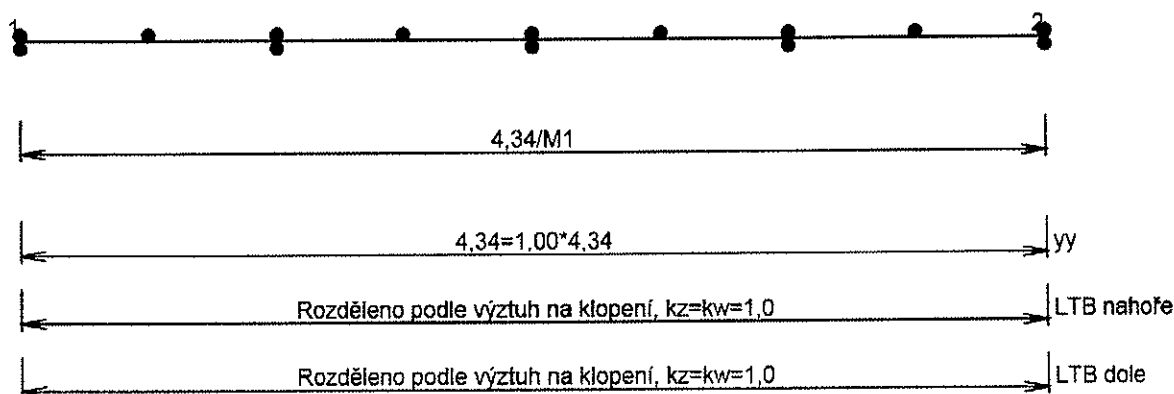 1 2
4,34/M1
4,34=1,00*4,34 yy
Rozděleno podle výztuh na klopení, kz=kw=1,0 LTB nahoře
Rozděleno podle výztuh na klopení, kz=kw=1,0 LTB dole